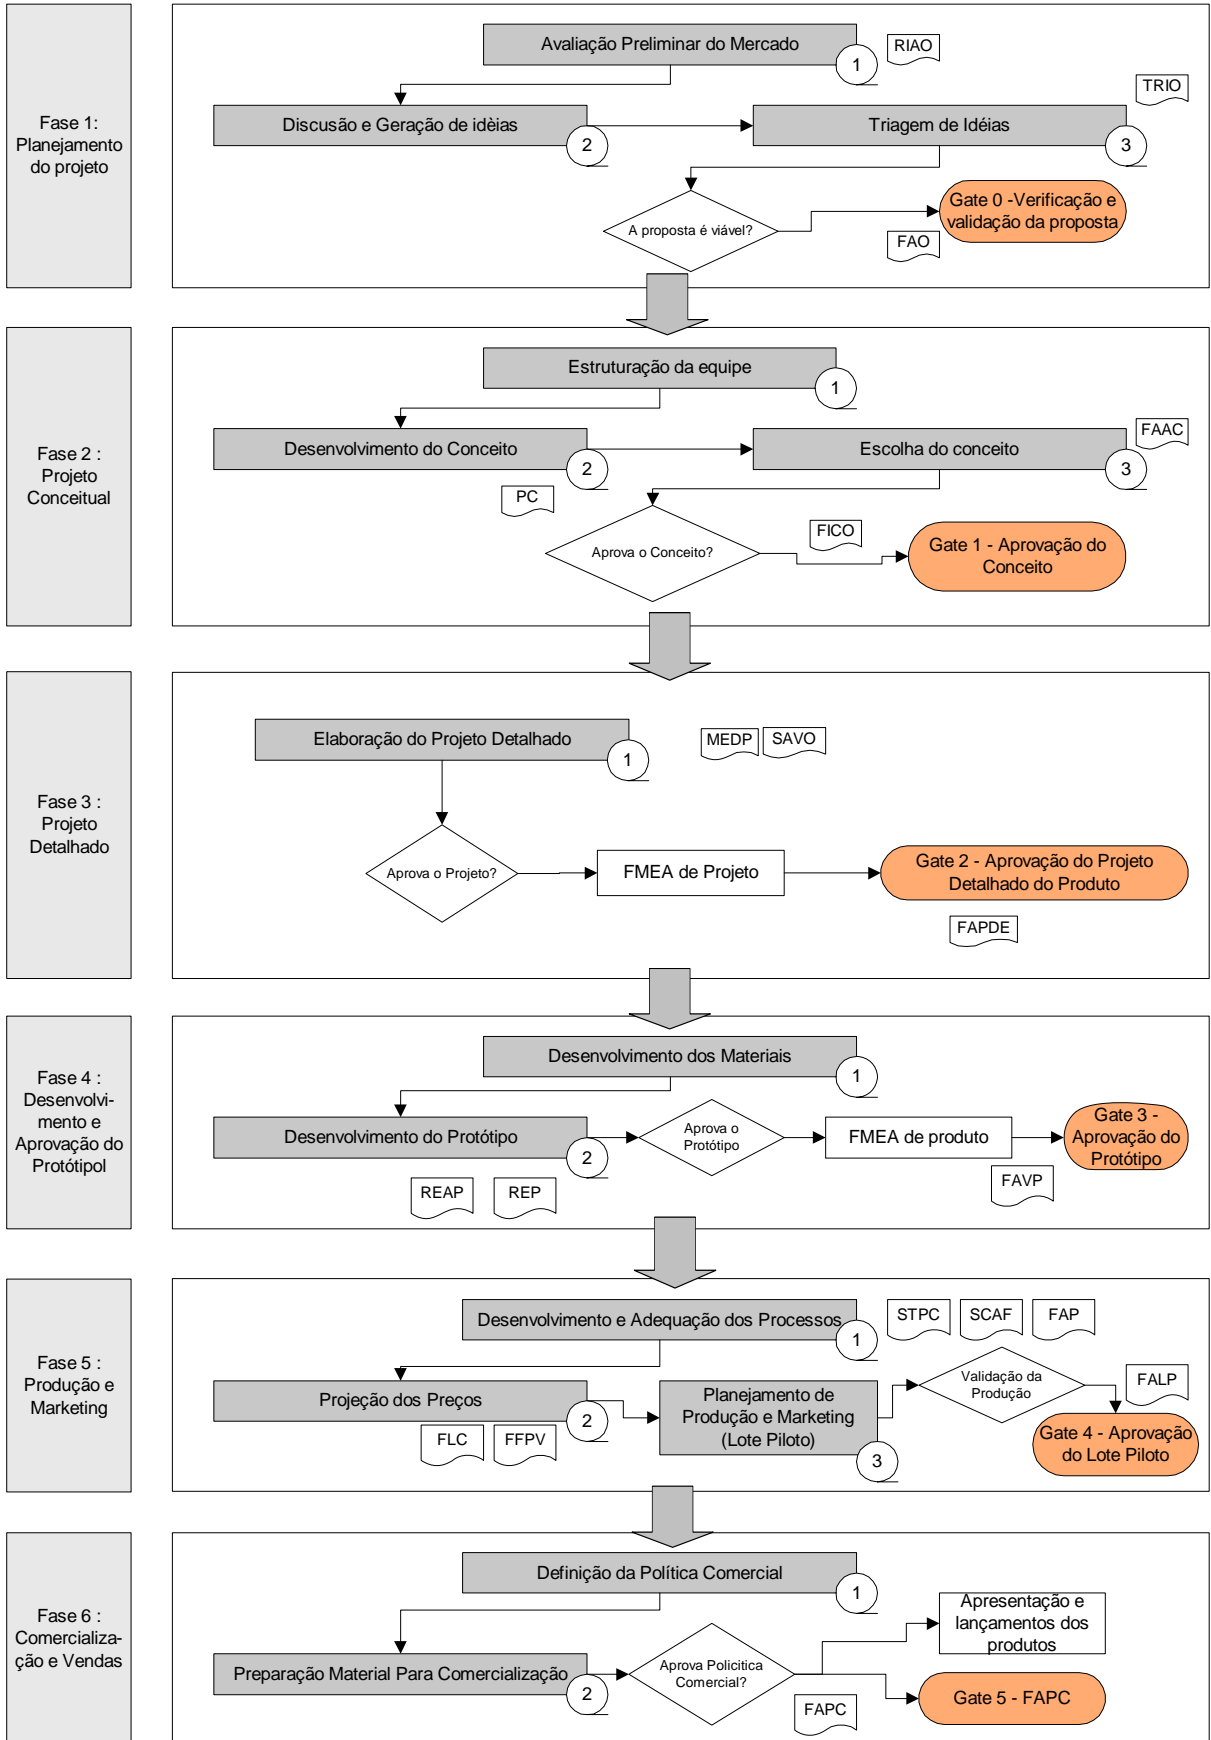 Fase 1:
Planejamento
do projeto
Avaliação Preliminar do Mercado
1
RIAO
TRIO
Discusão e Geração de idèias
2
Triagem de Idéias
3
A proposta é viável?
Gate 0 -Verificação e
validação da proposta
FAO
Fase 2 :
Projeto
Conceitual
Estruturação da equipe
1
Desenvolvimento do Conceito
2
PC
Escolha do conceito
3
FAAC
Aprova o Conceito?
FICO
Gate 1 - Aprovação do
Conceito
Fase 3 :
Projeto
Detalhado
Elaboração do Projeto Detalhado
1
MEDP
SAVO
Aprova o Projeto?
FMEA de Projeto
Gate 2 - Aprovação do Projeto
Detalhado do Produto
FAPDE
Fase 4 :
Desenvolvi-
mento e
Aprovação do
Protótipol
Desenvolvimento dos Materiais
1
Desenvolvimento do Protótipo
2
REAP
REP
Aprova o
Protótipo
FMEA de produto
FAVP
Gate 3 -
Aprovação do
Protótipo
Fase 5 :
Produção e
Marketing
Desenvolvimento e Adequação dos Processos
1
STPC
SCAF
FAP
Projeção dos Preços
2
FLC
FFPV
Planejamento de
Produção e Marketing
(Lote Piloto)
3
Validação da
Produção
FALP
Gate 4 - Aprovação
do Lote Piloto
Fase 6 :
Comercializa-
ção e Vendas
Definição da Política Comercial
1
Preparação Material Para Comercialização
2
Aprova Policitica
Comercial?
FAPC
Apresentação e
lançamentos dos
produtos
Gate 5 - FAPC